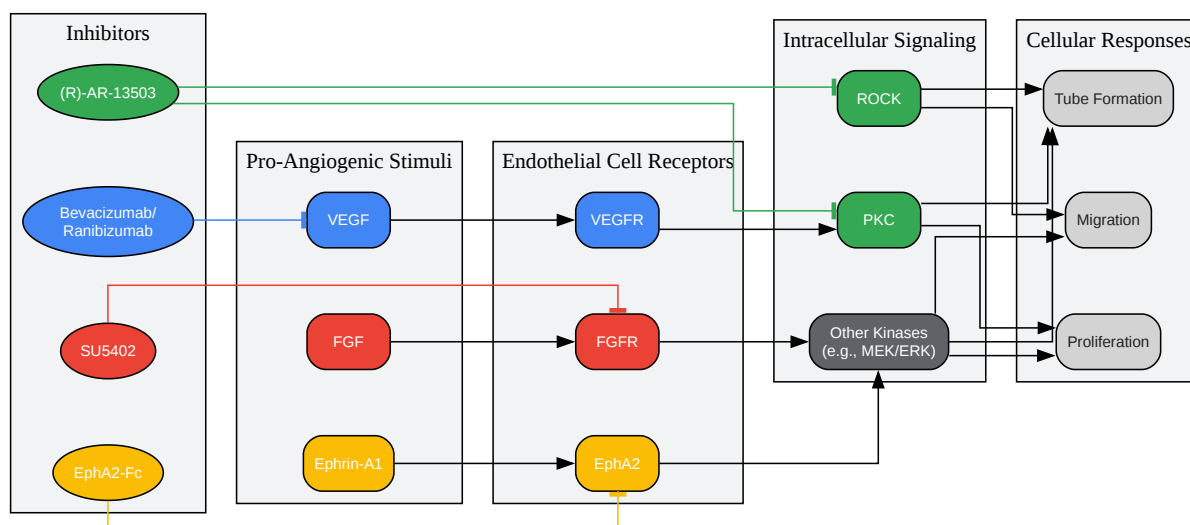 Inhibitors
(R)-AR-13503
Bevacizumab/
Ranibizumab
SU5402
EphA2-Fc
Pro-Angiogenic Stimuli
VEGF
FGF
Ephrin-A1
Endothelial Cell Receptors
VEGFR
FGFR
EphA2
Intracellular Signaling
ROCK
PKC
Other Kinases
(e.g., MEK/ERK)
Cellular Responses
Tube Formation
Migration
Proliferation